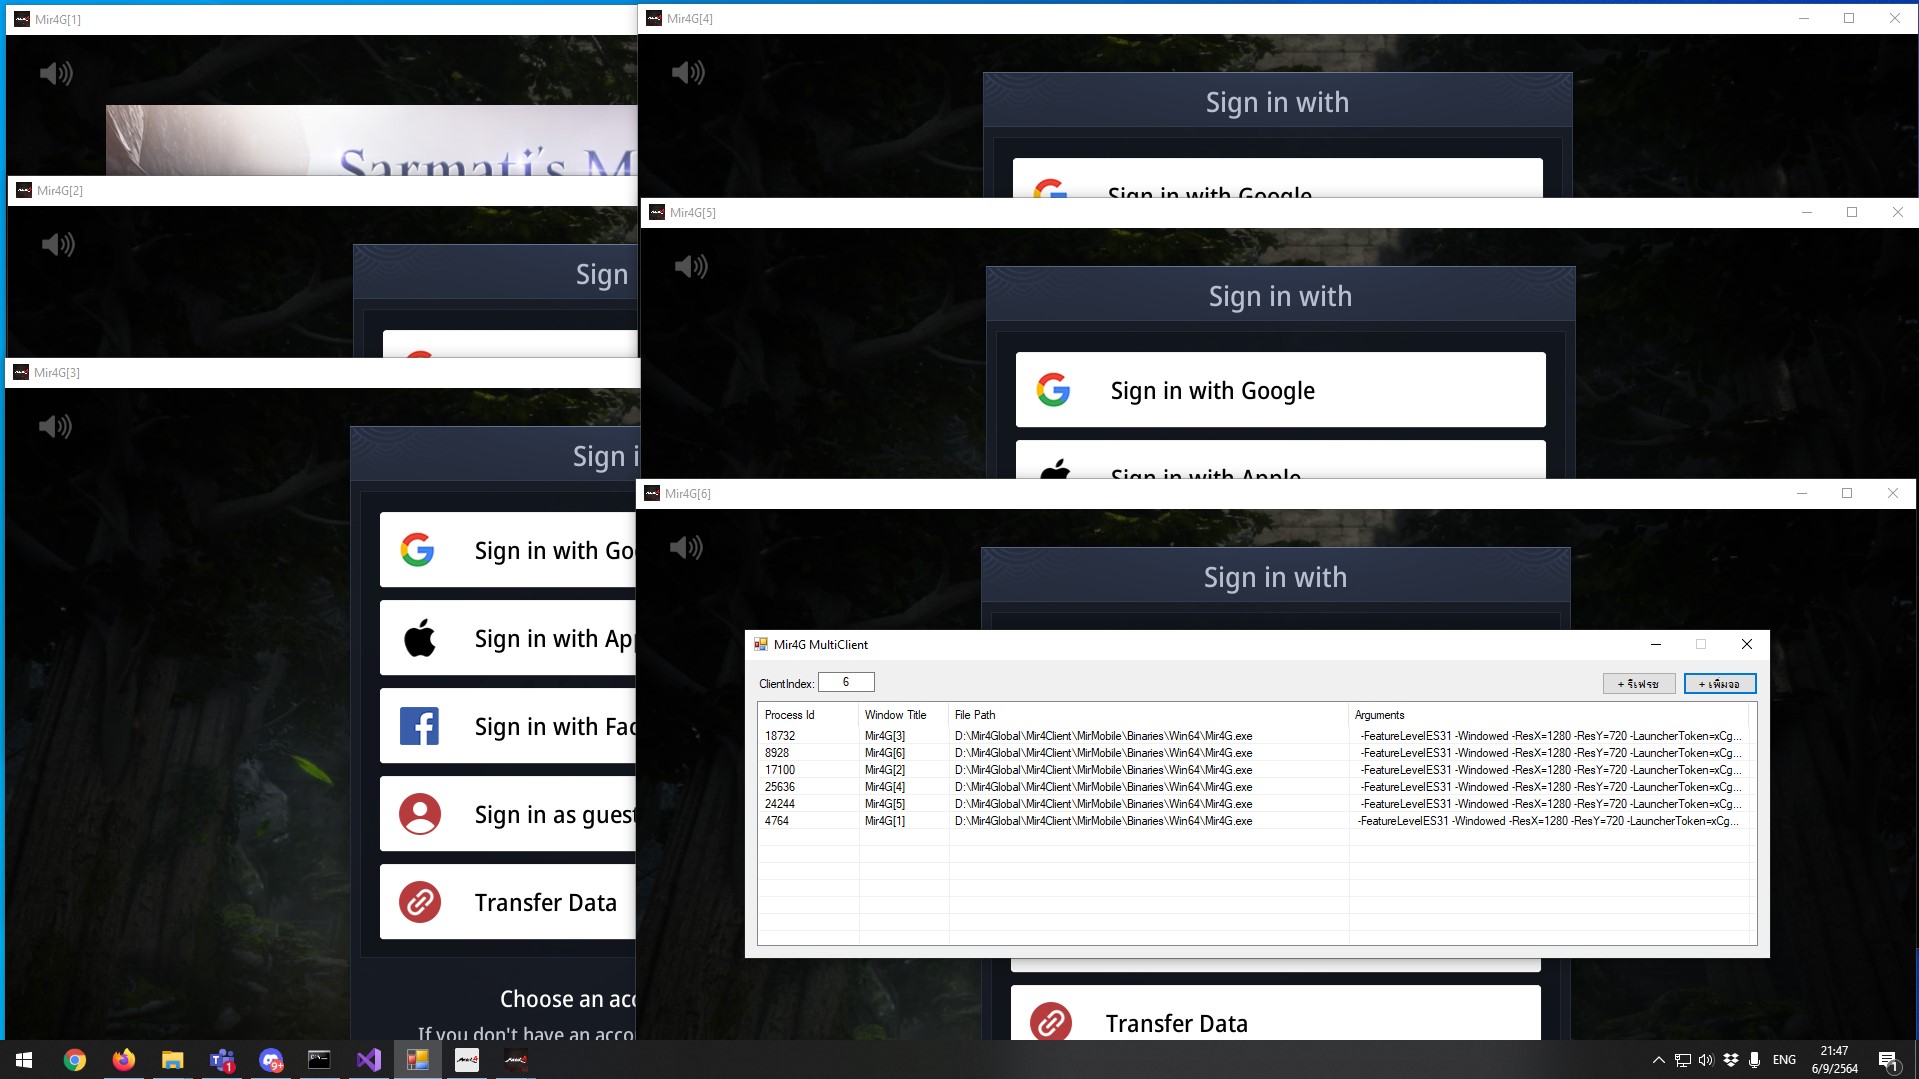 Mir4G[1]
Sarmati's M
Mir4G[2]
Sign
Mir4G[3]
Sign i
Sign in with Go
Sign in with Ap
Sign in with Fac
Sign in as gues
Transfer Data
Choose an acc
If you don't have an acco
Mir4G[4]
Sign in with
Sign in with Google
Mir4G[5]
Sign in with
Sign in with Google
Sign in with Apple
Mir4G[6]
Sign in with
Mir4G MultiClient
ClientIndex: 6
+ รีเฟรช + เพิ่มจอ
Process Id Window Title File Path Arguments
18732 Mir4G[3] D:\Mir4Global\Mir4Client\MirMobile\Binaries\Win64\Mir4G.exe -FeatureLevelES31 -Windowed -ResX=1280 -ResY=720 -LauncherToken=xCg...
8928 Mir4G[6] D:\Mir4Global\Mir4Client\MirMobile\Binaries\Win64\Mir4G.exe -FeatureLevelES31 -Windowed -ResX=1280 -ResY=720 -LauncherToken=xCg...
17100 Mir4G[2] D:\Mir4Global\Mir4Client\MirMobile\Binaries\Win64\Mir4G.exe -FeatureLevelES31 -Windowed -ResX=1280 -ResY=720 -LauncherToken=xCg...
25636 Mir4G[4] D:\Mir4Global\Mir4Client\MirMobile\Binaries\Win64\Mir4G.exe -FeatureLevelES31 -Windowed -ResX=1280 -ResY=720 -LauncherToken=xCg...
24244 Mir4G[5] D:\Mir4Global\Mir4Client\MirMobile\Binaries\Win64\Mir4G.exe -FeatureLevelES31 -Windowed -ResX=1280 -ResY=720 -LauncherToken=xCg...
4764 Mir4G[1] D:\Mir4Global\Mir4Client\MirMobile\Binaries\Win64\Mir4G.exe -FeatureLevelES31 -Windowed -ResX=1280 -ResY=720 -LauncherToken=xCg...
Transfer Data
1
9+
ENG
21:47
6/9/2564
1